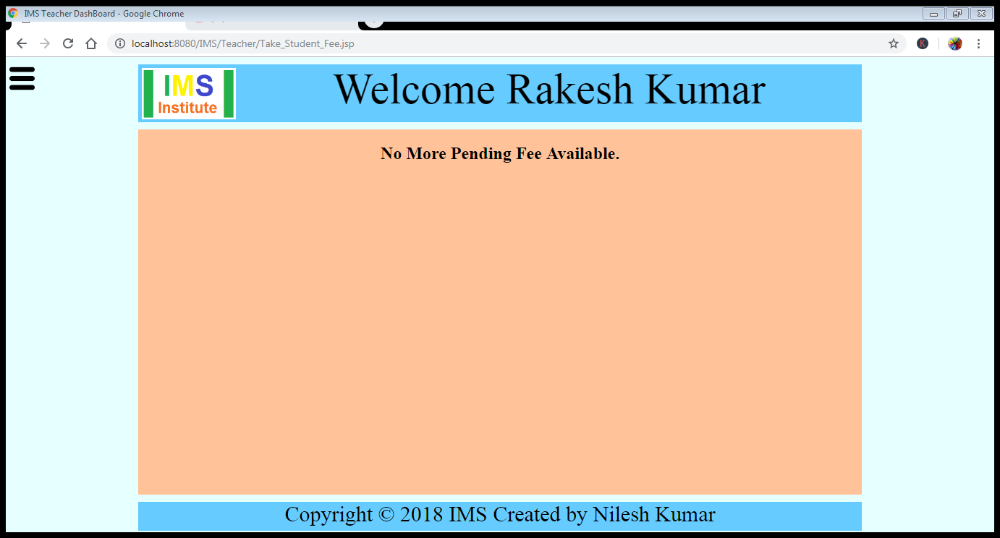 IMS Teacher DashBoard - Google Chrome
localhost:8080/IMS/Teacher/Take_Student_Fee.jsp
K
IMS
Institute
Welcome Rakesh Kumar
No More Pending Fee Available.
Copyright © 2018 IMS Created by Nilesh Kumar